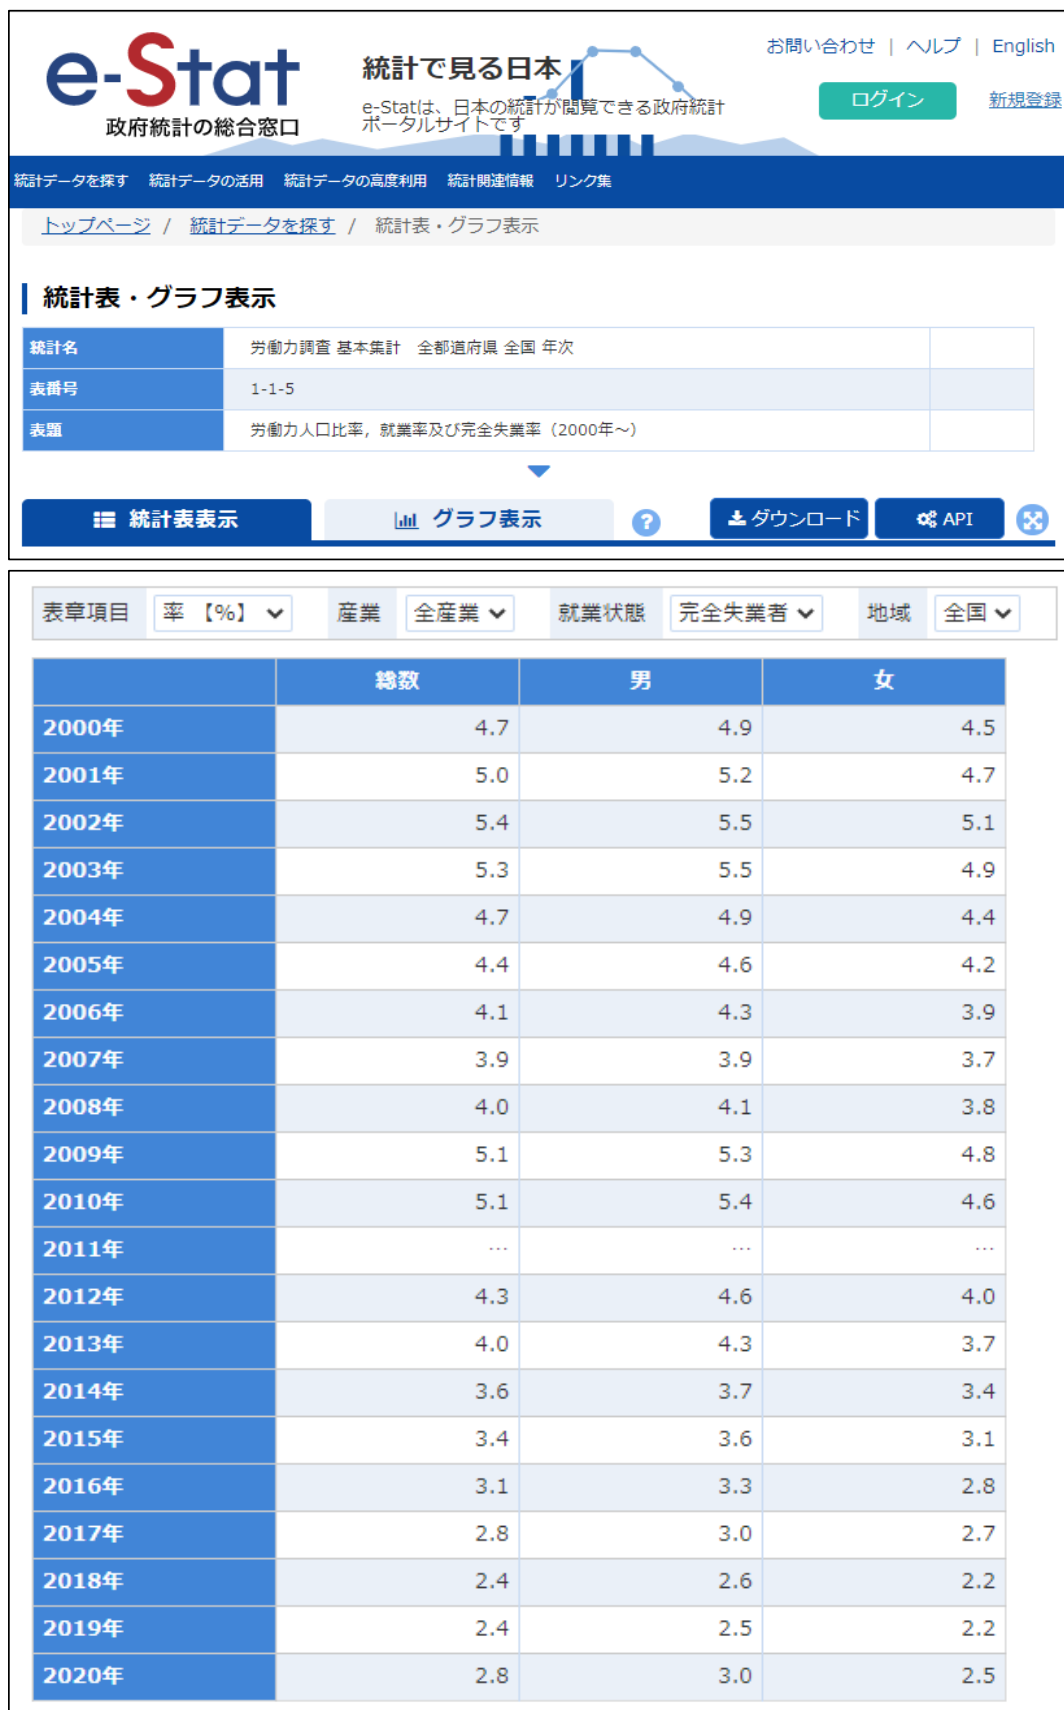 e-Stat
政府統計の総合窓口
統計で見る日本
e-Statは、日本の統計が閲覧できる政府統計
ポータルサイトです
お問い合わせ | ヘルプ | English
ログイン 新規登録
統計データを探す 統計データの活用 統計データの高度利用 統計関連情報 リンク集
トップページ / 統計データを探す / 統計表・グラフ表示
統計表・グラフ表示
統計名 労働力調査 基本集計 全都道府県 全国 年次
表番号 1-1-5
表題 労働力人口比率，就業率及び完全失業率（2000年～）
統計表表示 グラフ表示 ? ダウンロード API
表章項目 率 【%】 産業 全産業 就業状態 完全失業者 地域 全国
総数 男 女
2000年 4.7 4.9 4.5
2001年 5.0 5.2 4.7
2002年 5.4 5.5 5.1
2003年 5.3 5.5 4.9
2004年 4.7 4.9 4.4
2005年 4.4 4.6 4.2
2006年 4.1 4.3 3.9
2007年 3.9 3.9 3.7
2008年 4.0 4.1 3.8
2009年 5.1 5.3 4.8
2010年 5.1 5.4 4.6
2011年 … … …
2012年 4.3 4.6 4.0
2013年 4.0 4.3 3.7
2014年 3.6 3.7 3.4
2015年 3.4 3.6 3.1
2016年 3.1 3.3 2.8
2017年 2.8 3.0 2.7
2018年 2.4 2.6 2.2
2019年 2.4 2.5 2.2
2020年 2.8 3.0 2.5